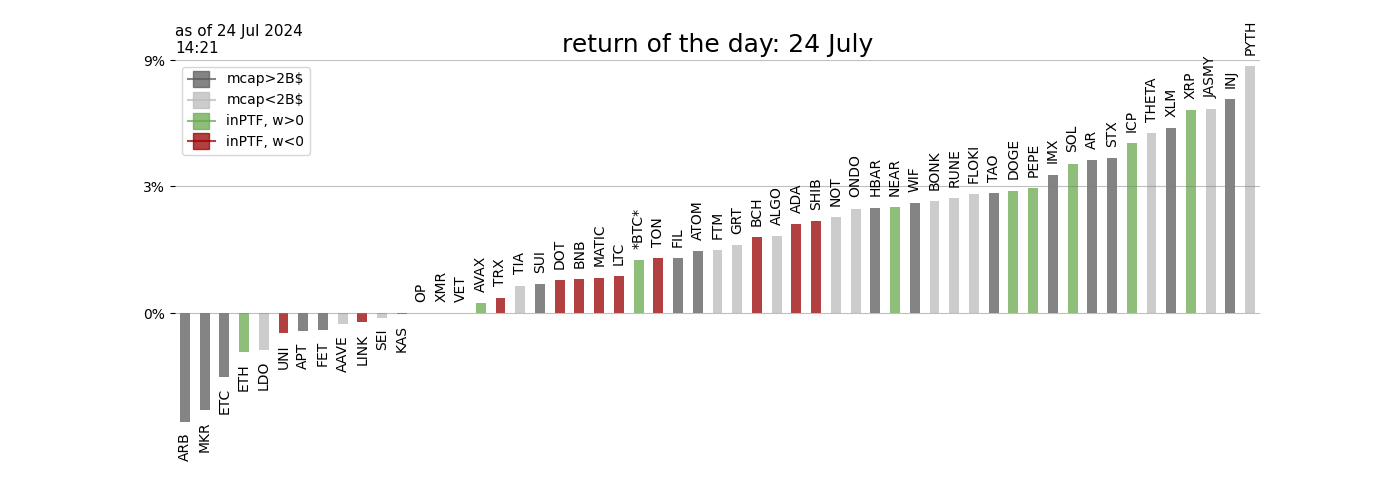 as of 24 Jul 2024
14:21
return of the day: 24 July
9%
3%
0%
mcap>2B$
mcap<2B$
inPTF, w>0
inPTF, w<0
ARB
MKR
ETC
ETH
LDO
UNI
APT
FET
AAVE
LINK
SEI
KAS
OP
XMR
VET
AVAX
TRX
TIA
SUI
DOT
BNB
MATIC
LTC
*BTC*
TON
FIL
ATOM
FTM
GRT
BCH
ALGO
ADA
SHIB
NOT
ONDO
HBAR
NEAR
WIF
BONK
RUNE
FLOKI
TAO
DOGE
PEPE
IMX
SOL
AR
STX
ICP
THETA
XLM
XRP
JASMY
INJ
PYTH